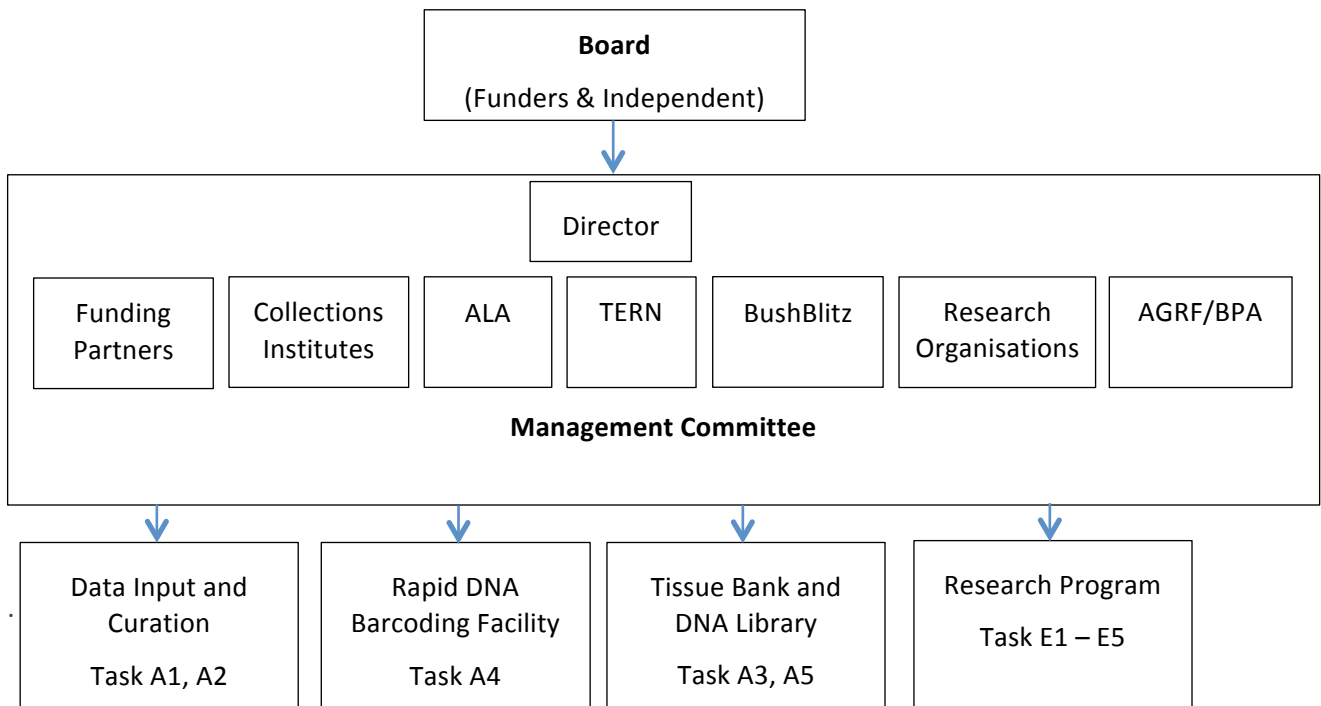 Board
(Funders & Independent)
Director
Funding
Partners
Collections
Institutes
ALA
TERN
BushBlitz
Research
Organisations
AGRF/BPA
Management Committee
Data Input and
Curation
Task A1, A2
Rapid DNA
Barcoding Facility
Task A4
Tissue Bank and
DNA Library
Task A3, A5
Research Program
Task E1 – E5
.